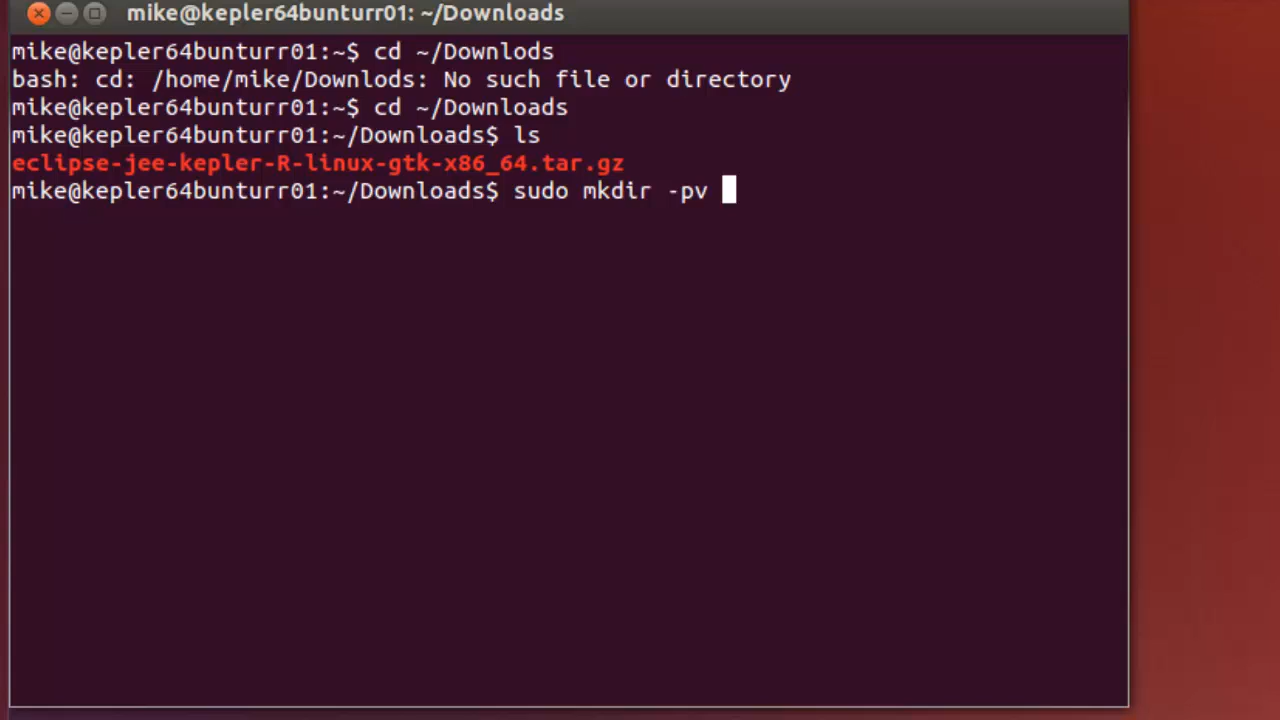 mike@kepler64bunturr01: ~/Downloads
mike@kepler64bunturr01:~$ cd ~/Downlods
bash: cd: /home/mike/Downlods: No such file or directory
mike@kepler64bunturr01:~$ cd ~/Downloads
mike@kepler64bunturr01:~/Downloads$ ls
eclipse-jee-kepler-R-linux-gtk-x86_64.tar.gz
mike@kepler64bunturr01:~/Downloads$ sudo mkdir -pv